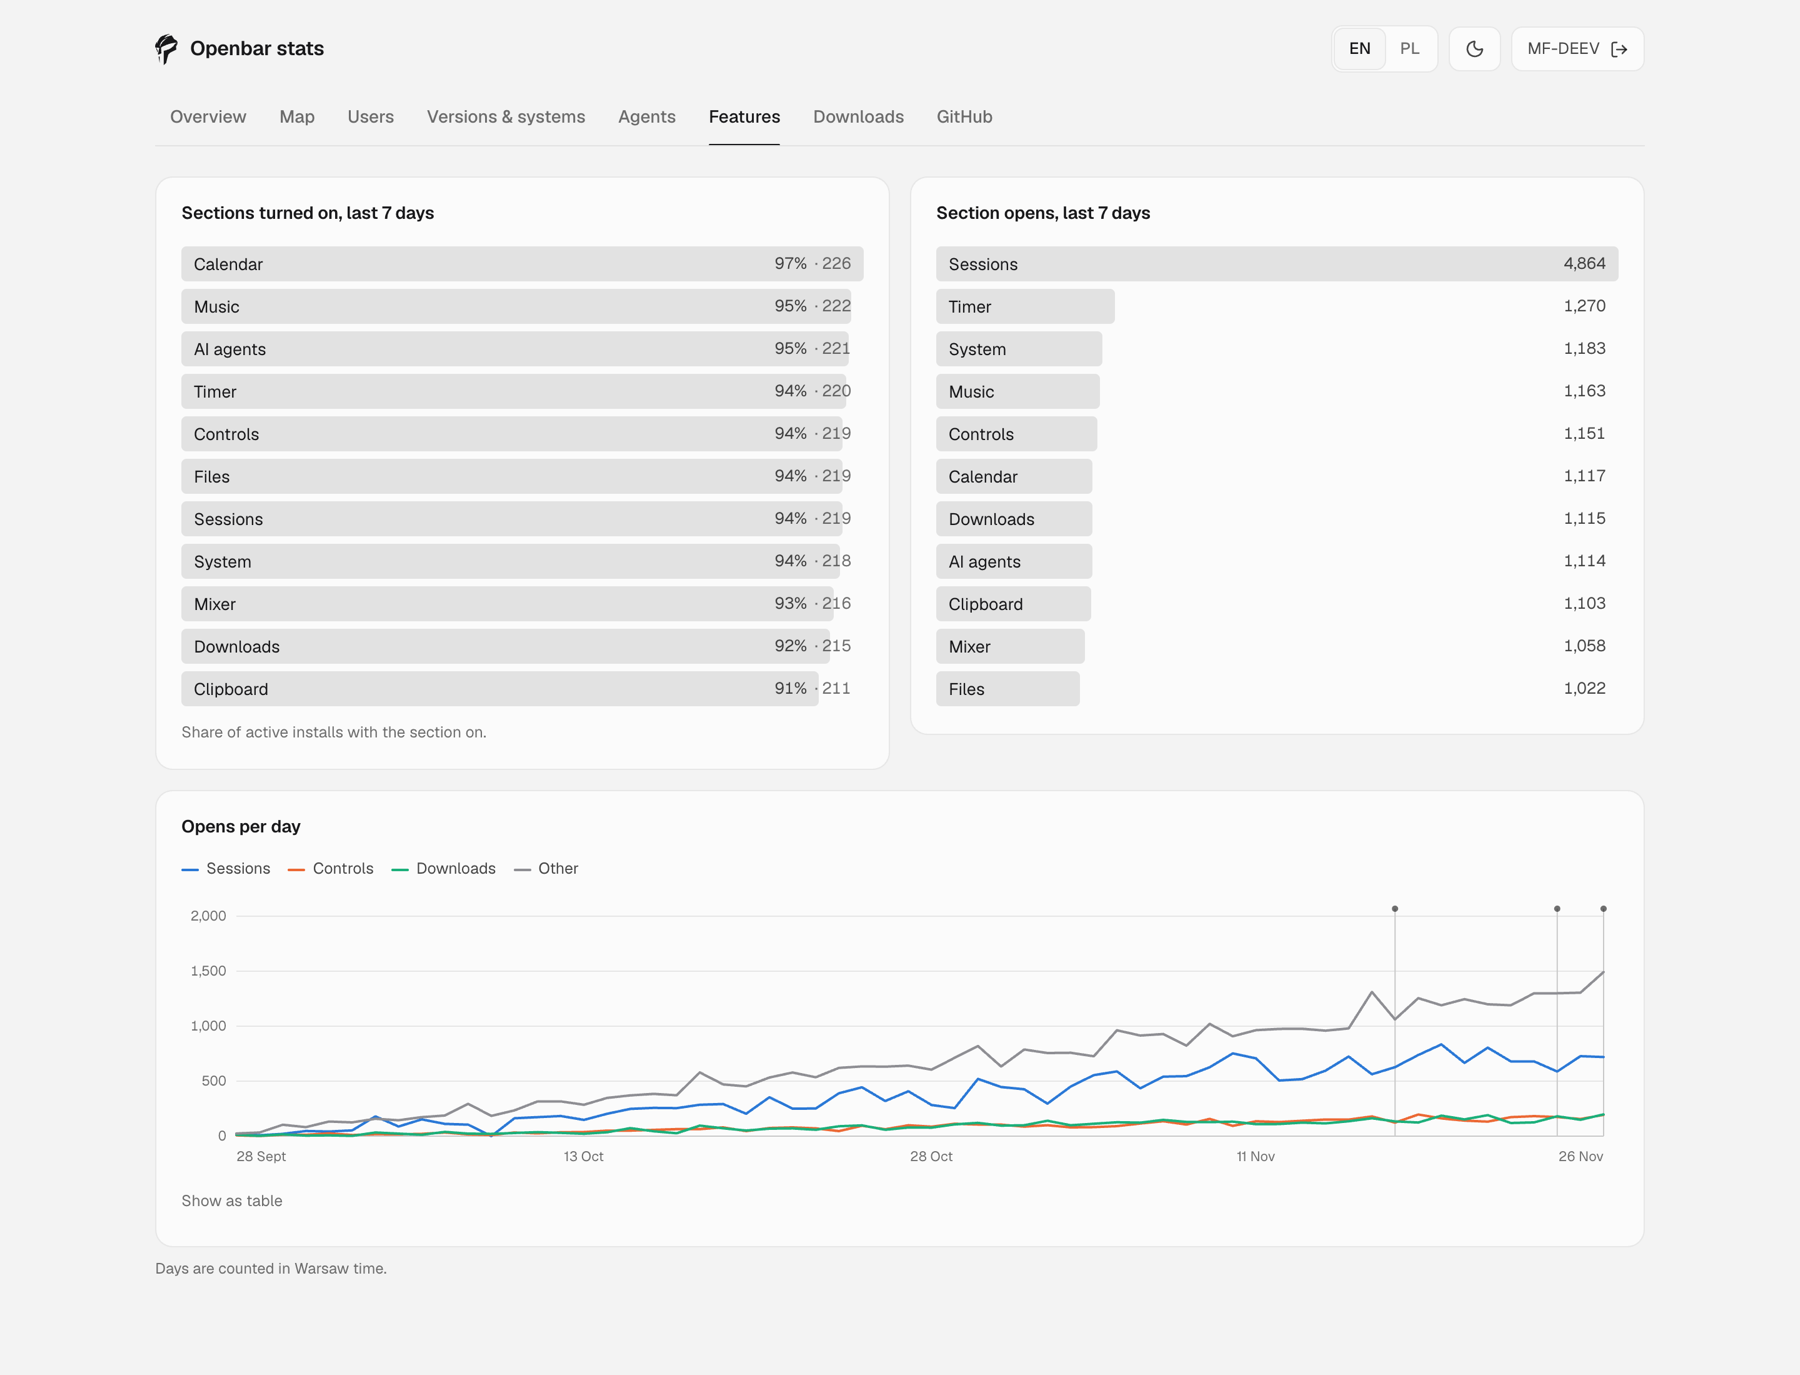 Openbar stats
EN PL
MF-DEEV
Overview Map Users Versions & systems Agents Features Downloads GitHub
Sections turned on, last 7 days
Calendar 97% · 226
Music 95% · 222
AI agents 95% · 221
Timer 94% · 220
Controls 94% · 219
Files 94% · 219
Sessions 94% · 219
System 94% · 218
Mixer 93% · 216
Downloads 92% · 215
Clipboard 91% · 211
Share of active installs with the section on.
Section opens, last 7 days
Sessions 4,864
Timer 1,270
System 1,183
Music 1,163
Controls 1,151
Calendar 1,117
Downloads 1,115
AI agents 1,114
Clipboard 1,103
Mixer 1,058
Files 1,022
Opens per day
Sessions Controls Downloads Other
2,000
1,500
1,000
500
0
28 Sept 13 Oct 28 Oct 11 Nov 26 Nov
Show as table
Days are counted in Warsaw time.